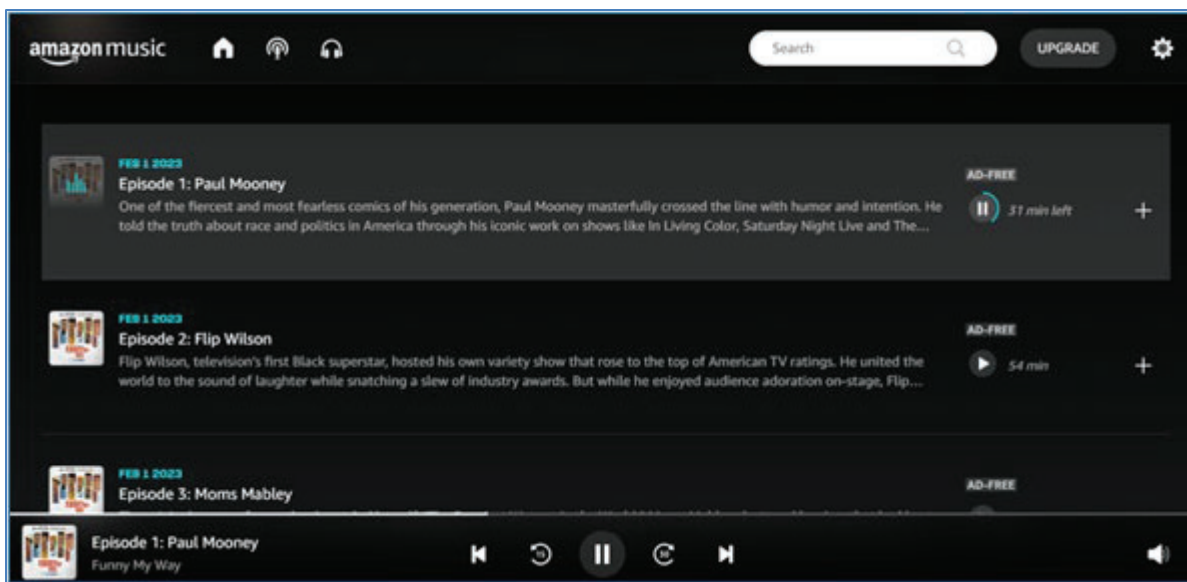 amazon music
Search
UPGRADE
FEB 1 2023
Episode 1: Paul Mooney
One of the fiercest and most fearless comics of his generation, Paul Mooney masterfully crossed the line with humor and intention. He
told the truth about race and politics in America through his iconic work on shows like In Living Color, Saturday Night Live and The...
AD-FREE
31 min left
FEB 1 2023
Episode 2: Flip Wilson
Flip Wilson, television's first Black superstar, hosted his own variety show that rose to the top of American TV ratings. He united the
world to the sound of laughter while snatching a slew of industry awards. But while he enjoyed audience adoration on-stage, Flip...
AD-FREE
54 min
FEB 1 2023
Episode 3: Moms Mabley
AD-FREE
Episode 1: Paul Mooney
Funny My Way
15
30